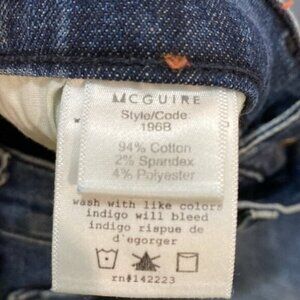 MCGUIRE
Style/Code:
196B
94% Cotton
2% Spandex
4% Polyester
wash with like colors
indigo will bleed
indigo rispue de
d'egorger
rn#142223